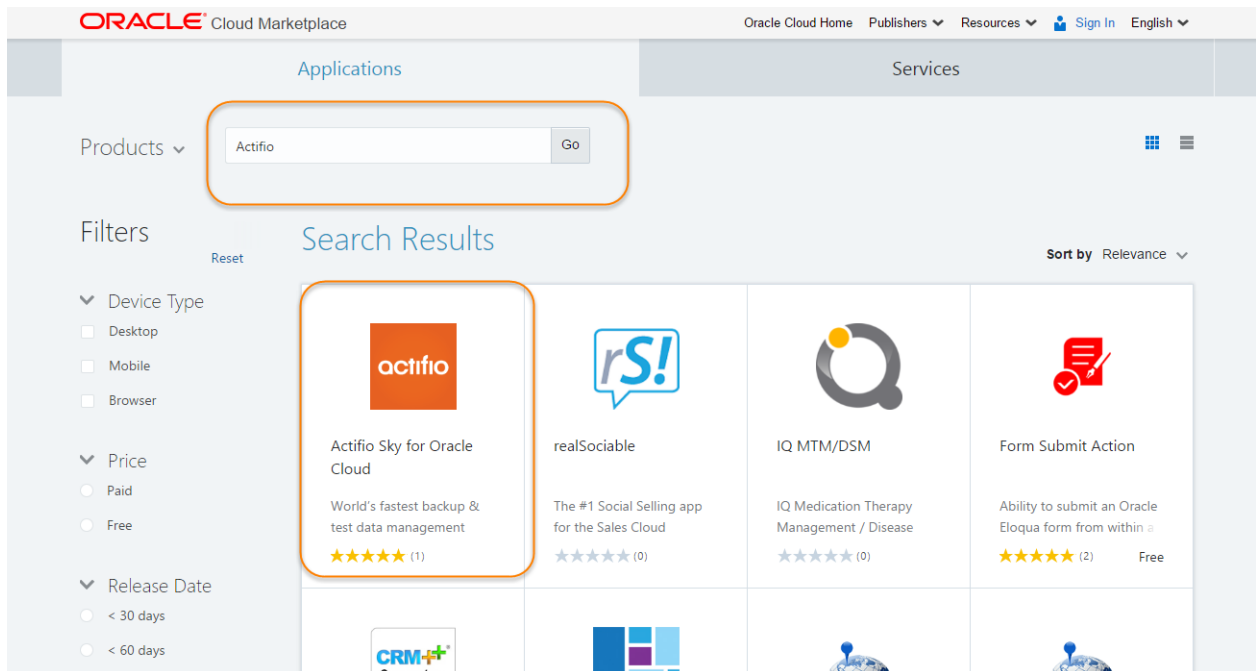 ORACLE Cloud Marketplace
Oracle Cloud Home Publishers Resources Sign In English
Applications
Services
Products
Actifio
Go
Filters
Reset
Search Results
Sort by Relevance
Device Type
Desktop
Mobile
Browser
Price
Paid
Free
Release Date
< 30 days
< 60 days
actifio
Actifio Sky for Oracle
Cloud
World's fastest backup &
test data management
(1)
rS!
realSociable
The #1 Social Selling app
for the Sales Cloud
(0)
IQ MTM/DSM
IQ Medication Therapy
Management / Disease
(0)
Form Submit Action
Ability to submit an Oracle
Eloqua form from within a
(2) Free
CRM++